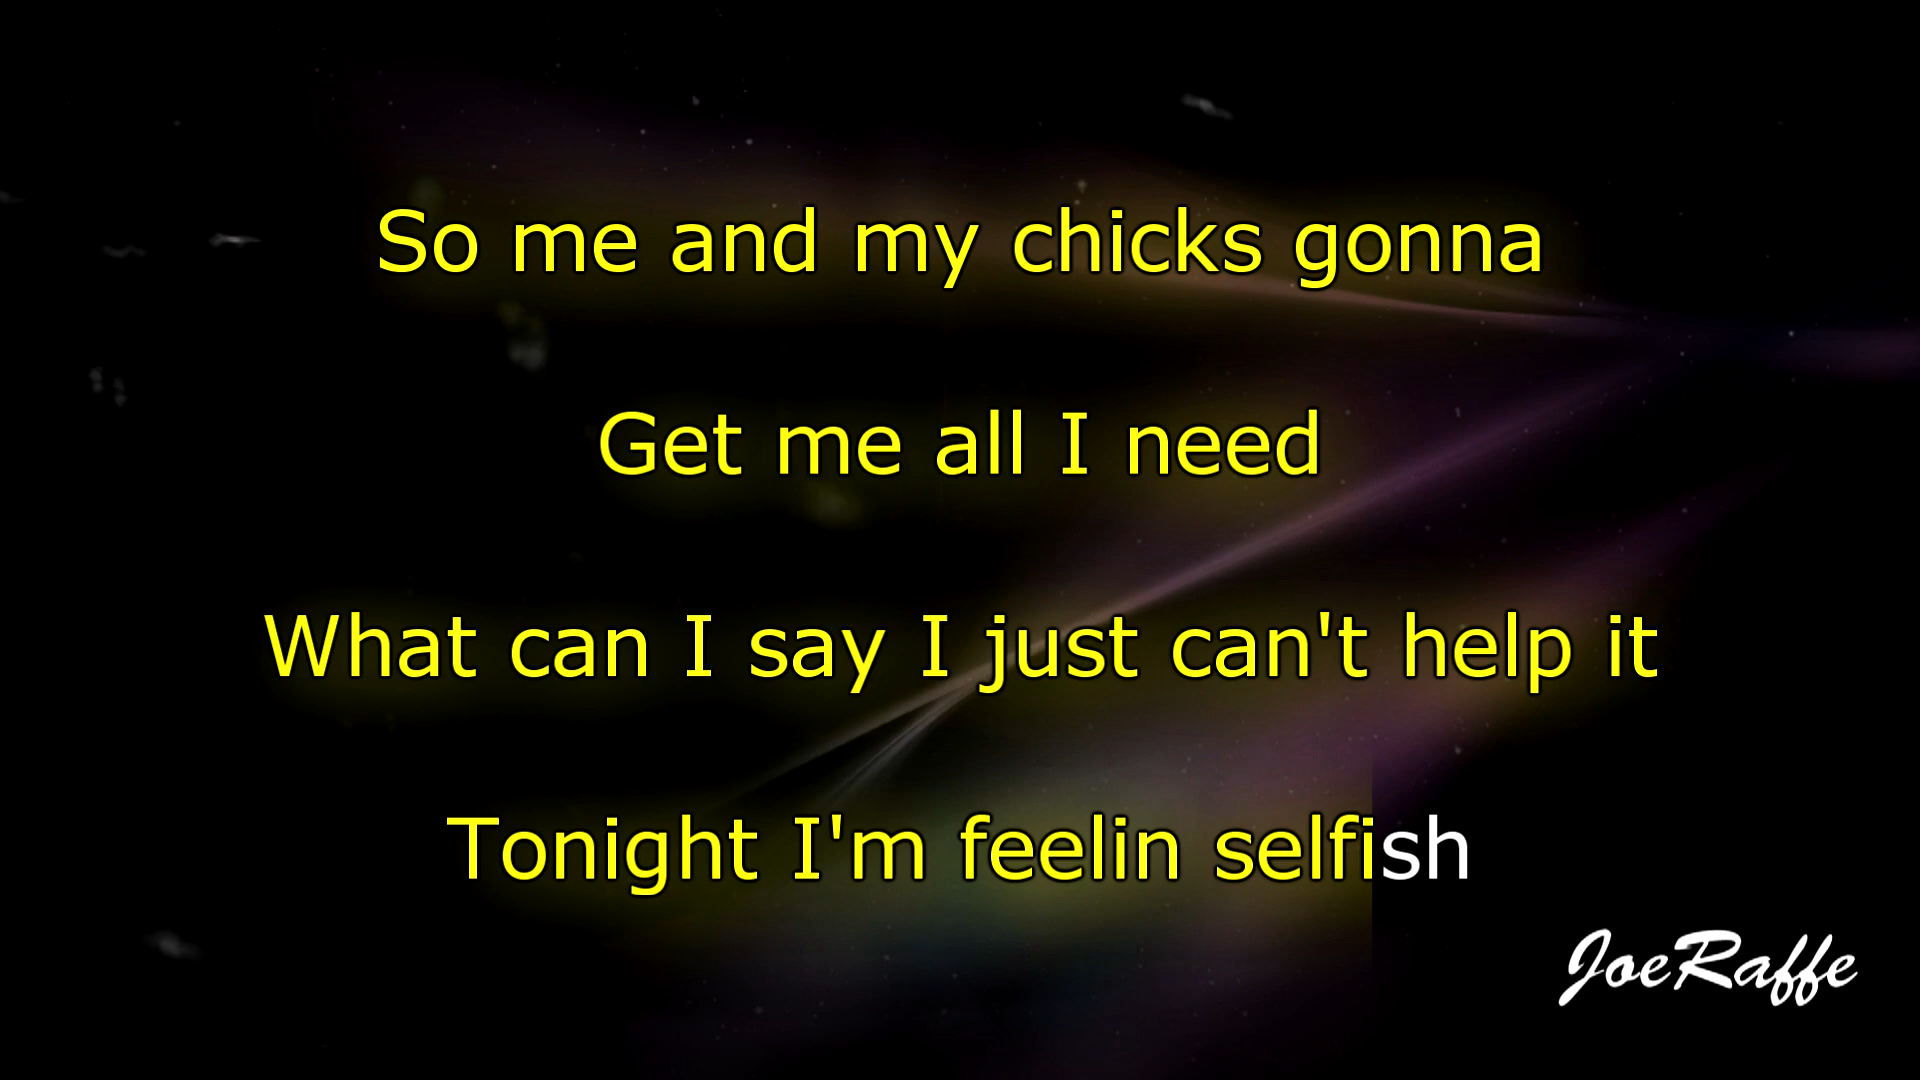 So me and my chicks gonna
Get me all I need
What can I say I just can't help it
Tonight I'm feelin selfish
JoeRaffe